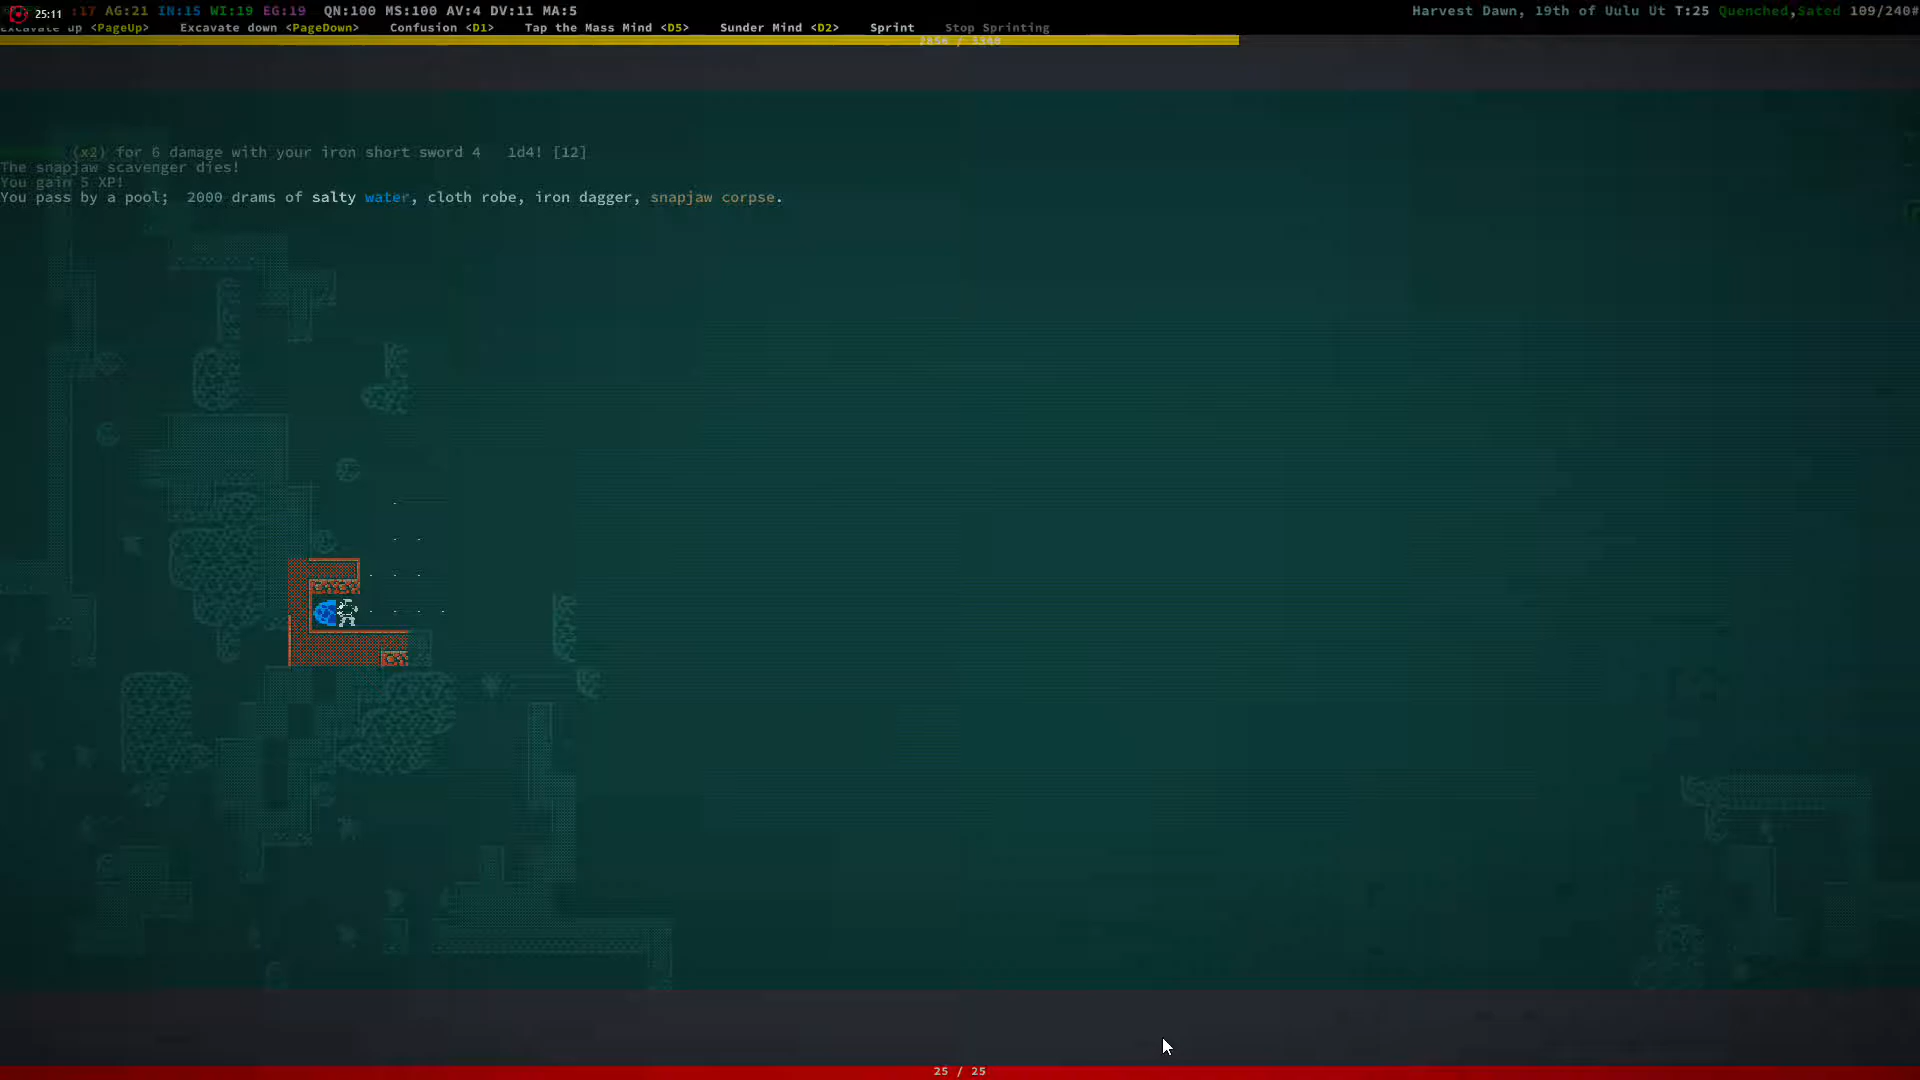 25:11 :17 AG:21 IN:15 WI:19 EG:19 QN:100 MS:100 AV:4 DV:11 MA:5 Harvest Dawn, 19th of Uulu Ut T:25 Quenched,Sated 109/240#
Excavate up <PageUp> Excavate down <PageDown> Confusion <D1> Tap the Mass Mind <D5> Sunder Mind <D2> Sprint Stop Sprinting
(x2) for 6 damage with your iron short sword 4 1d4! [12]
The snapjaw scavenger dies!
You gain 5 XP!
You pass by a pool; 2000 drams of salty water, cloth robe, iron dagger, snapjaw corpse.
25 / 25